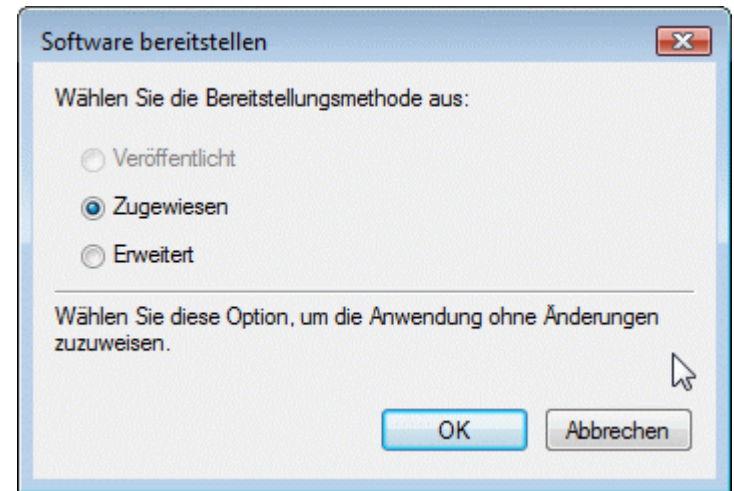 Software bereitstellen
Wählen Sie die Bereitstellungsmethode aus:
Veröffentlicht
Zugewiesen
Erweitert
Wählen Sie diese Option, um die Anwendung ohne Änderungen
zuzuweisen.
OK Abbrechen